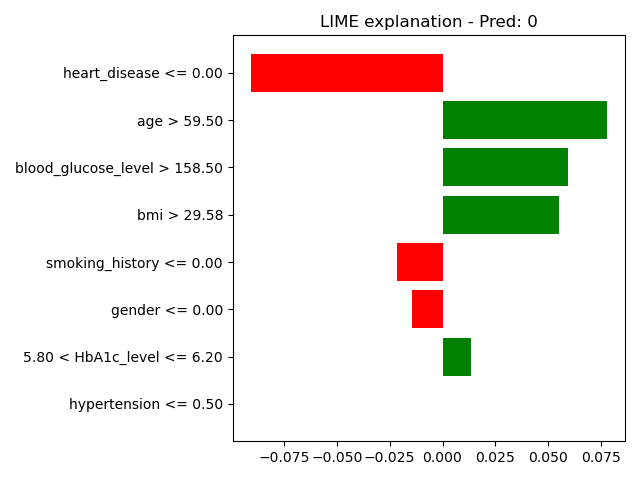 LIME explanation - Pred: 0
heart_disease <= 0.00
age > 59.50
blood_glucose_level > 158.50
bmi > 29.58
smoking_history <= 0.00
gender <= 0.00
5.80 < HbA1c_level <= 6.20
hypertension <= 0.50
−0.075 −0.050 −0.025 0.000 0.025 0.050 0.075